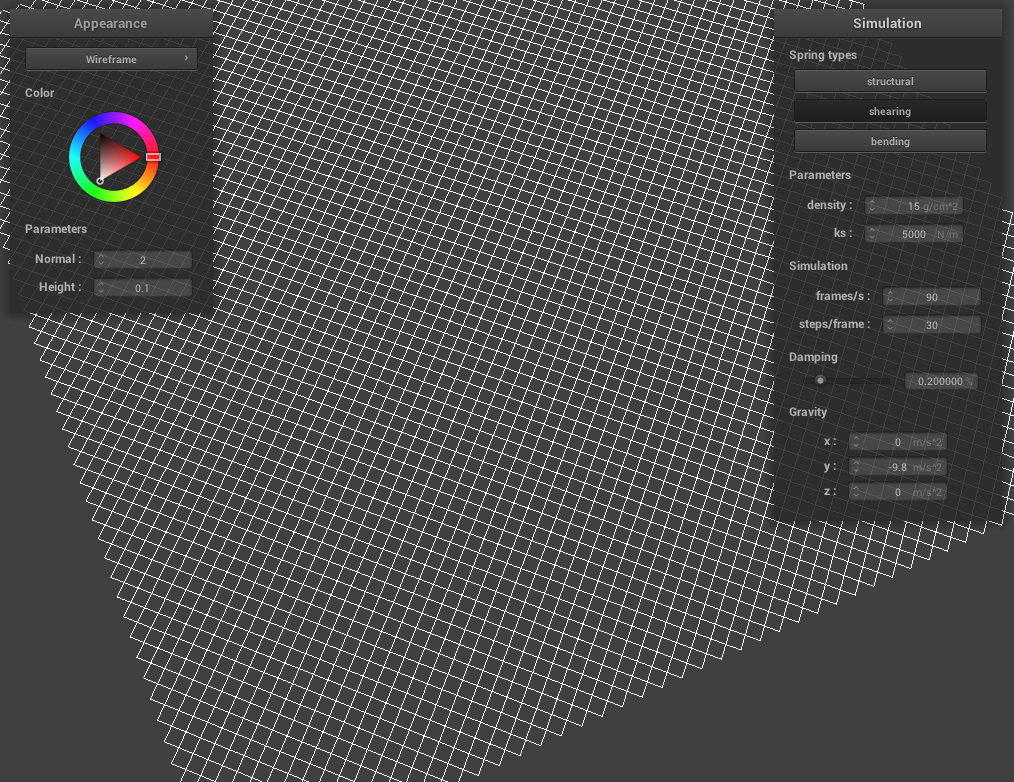 Appearance
Wireframe
Color
Parameters
Normal : 2
Height : 0.1
Simulation
Spring types
structural
shearing
bending
Parameters
density : 15 g/cm^2
ks : 5000 N/m
Simulation
frames/s : 90
steps/frame : 30
Damping
0.200000 %
Gravity
x : 0 m/s^2
y : -9.8 m/s^2
z : 0 m/s^2